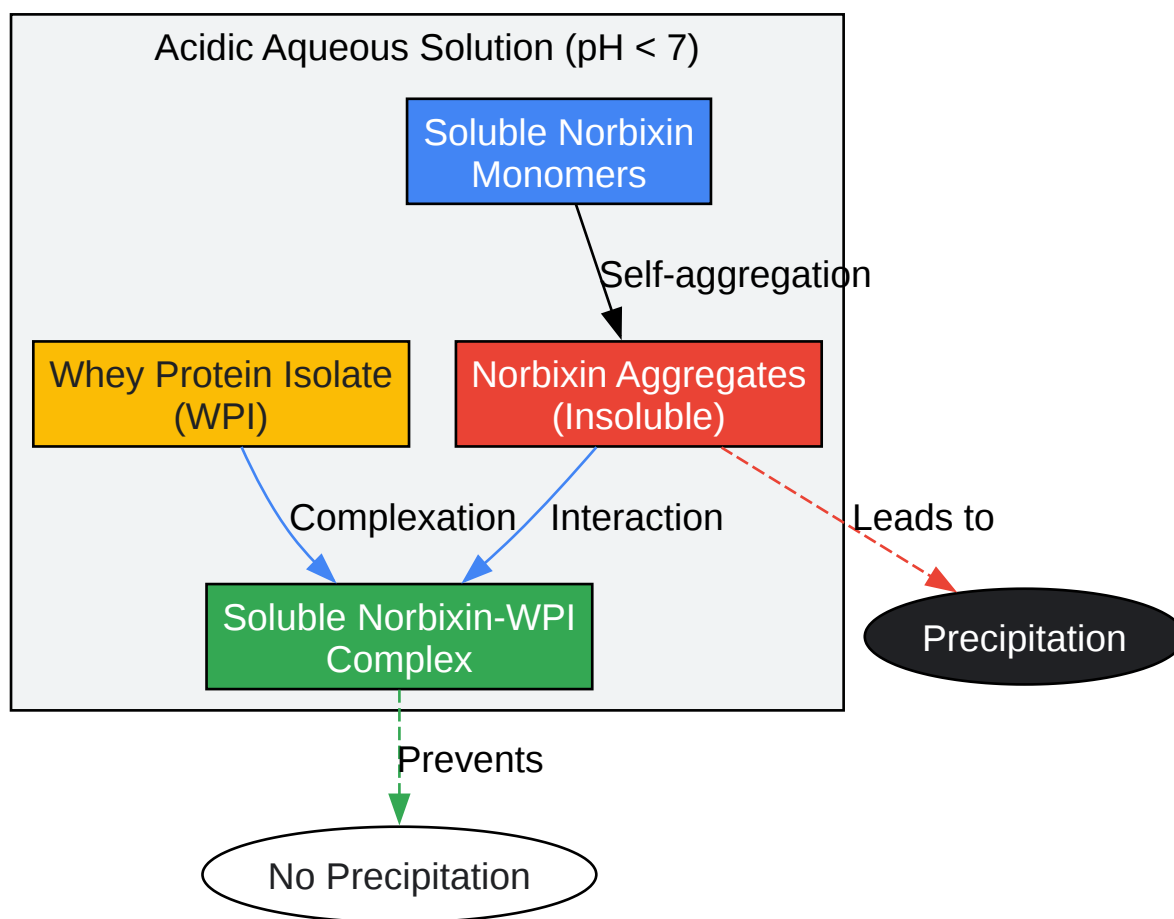 Acidic Aqueous Solution (pH < 7)
Soluble Norbixin
Monomers
Self-aggregation
Whey Protein Isolate
(WPI)
Norbixin Aggregates
(Insoluble)
Complexation
Interaction
Leads to
Soluble Norbixin-WPI
Complex
Precipitation
Prevents
No Precipitation